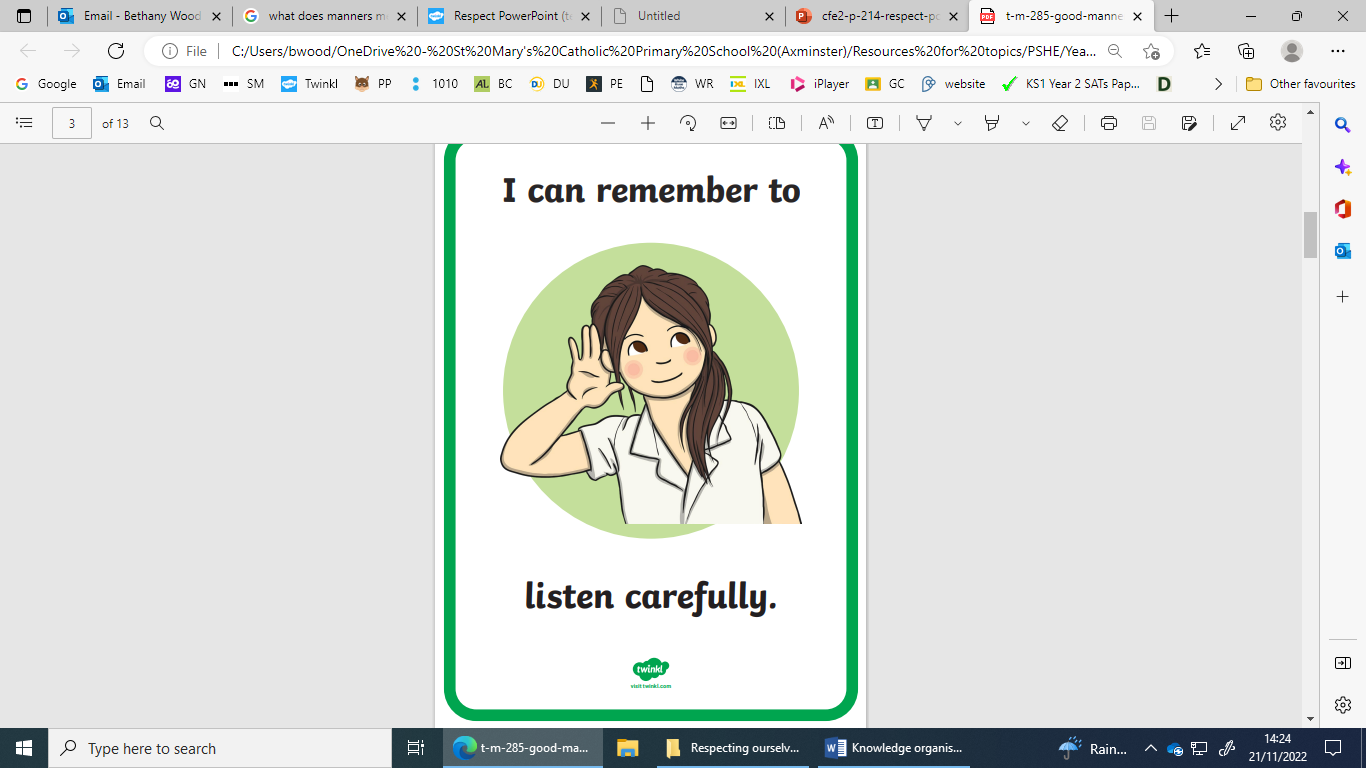 Email - Bethany Wood
what does manners m
Respect PowerPoint (t
Untitled
cfe2-p-214-respect-p
t-m-285-good-manne
File
C:/Users/bwood/OneDrive%20-%20St%20Mary's%20Catholic%20Primary%20School%20(Axminster)/Resources%20for%20topics/PSHE/Yea...
Google
Email
GN
SM
Twinkl
PP
1010
BC
DU
PE
WR
IXL
iPlayer
GC
website
KS1 Year 2 SATs Pap...
Other favourites
3 of 13
I can remember to
listen carefully.
twinkl
visit twinkl.com
Type here to search
t-m-285-good-ma...
Respecting ourselv...
Knowledge organis...
Rain...
14:24
21/11/2022